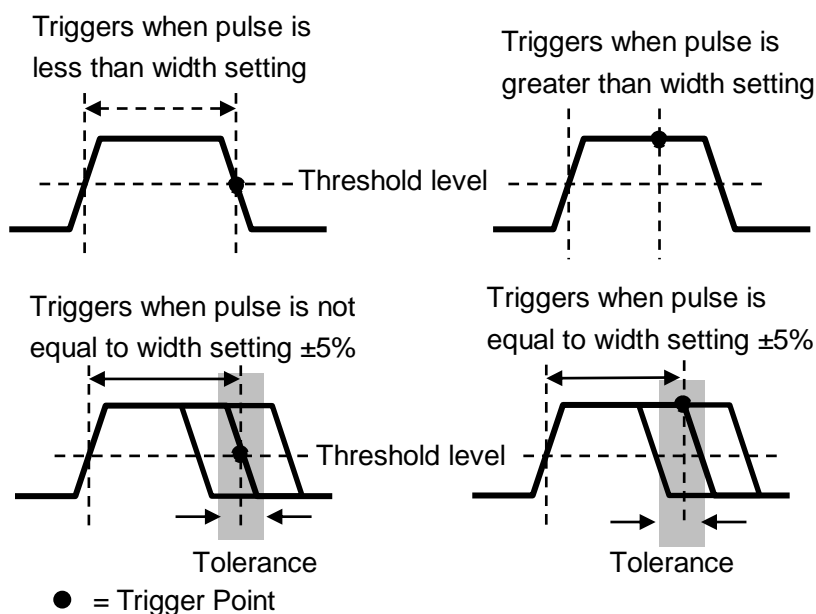 Triggers when pulse is
less than width setting
Triggers when pulse is
greater than width setting
Threshold level
Triggers when pulse is not
equal to width setting ±5%
Triggers when pulse is
equal to width setting ±5%
Threshold level
Tolerance
Tolerance
= Trigger Point